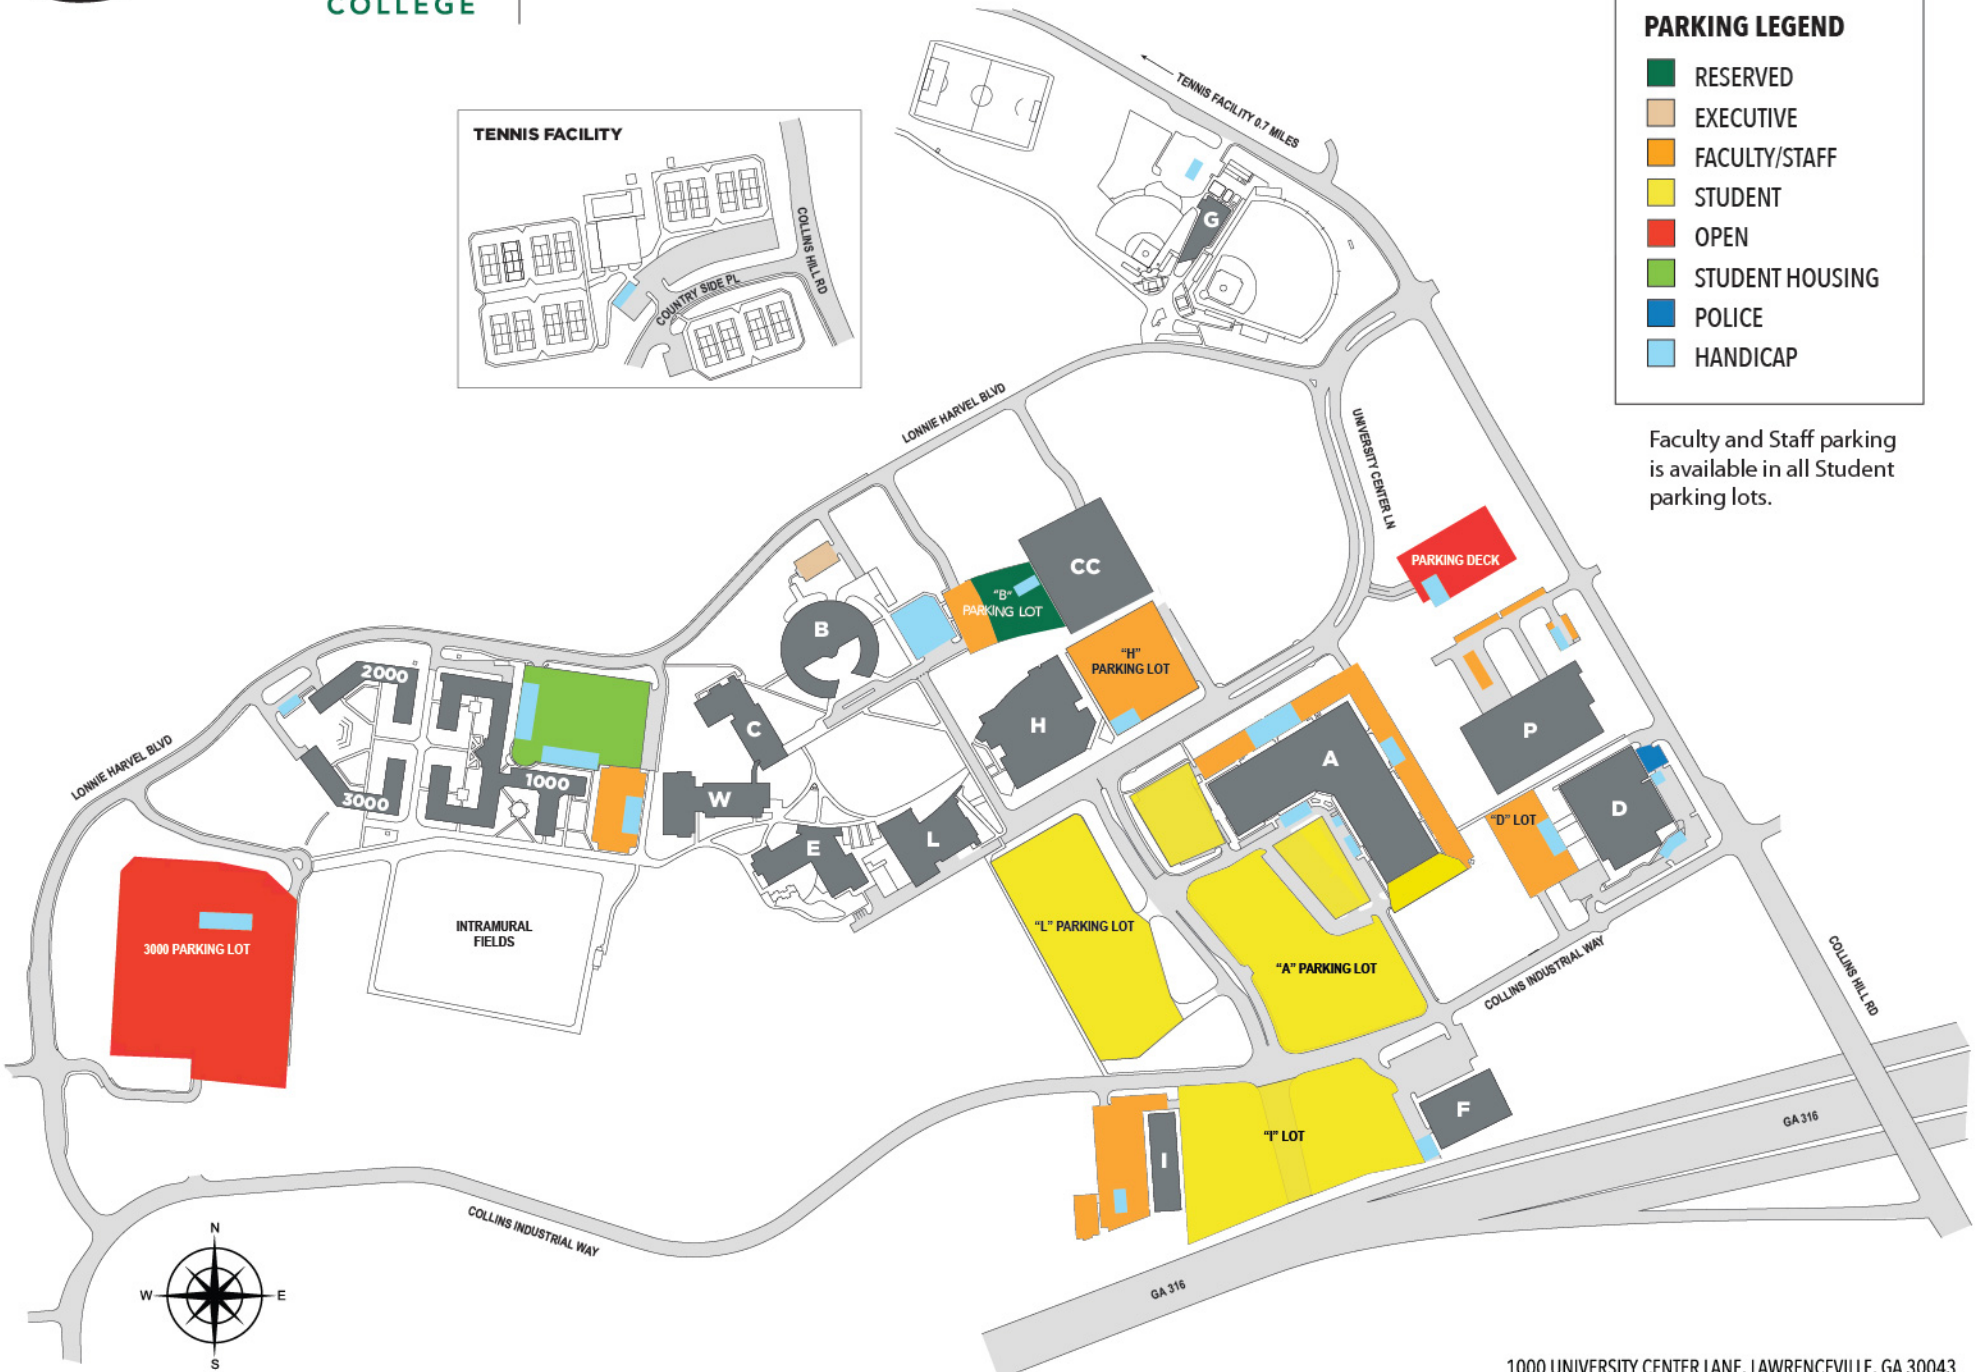 COLLEGE
PARKING LEGEND
RESERVED
EXECUTIVE
FACULTY/STAFF
STUDENT
OPEN
STUDENT HOUSING
POLICE
HANDICAP
Faculty and Staff parking
is available in all Student
parking lots.
TENNIS FACILITY
COLLINS HILL RD
COUNTRY SIDE PL
TENNIS FACILITY 0.7 MILES
G
LONNIE HARVEL BLVD
UNIVERSITY CENTER LN
PARKING DECK
CC
"B"
PARKING LOT
B
"H"
PARKING LOT
2000
C
H
A
P
LONNIE HARVEL BLVD
1000
3000
W
L
E
"D" LOT
D
INTRAMURAL
FIELDS
"L" PARKING LOT
3000 PARKING LOT
"A" PARKING LOT
COLLINS INDUSTRIAL WAY
COLLINS HILL RD
F
"I" LOT
I
GA 316
COLLINS INDUSTRIAL WAY
GA 316
N
W
E
S
1000 UNIVERSITY CENTER LANE, LAWRENCEVILLE, GA 30043